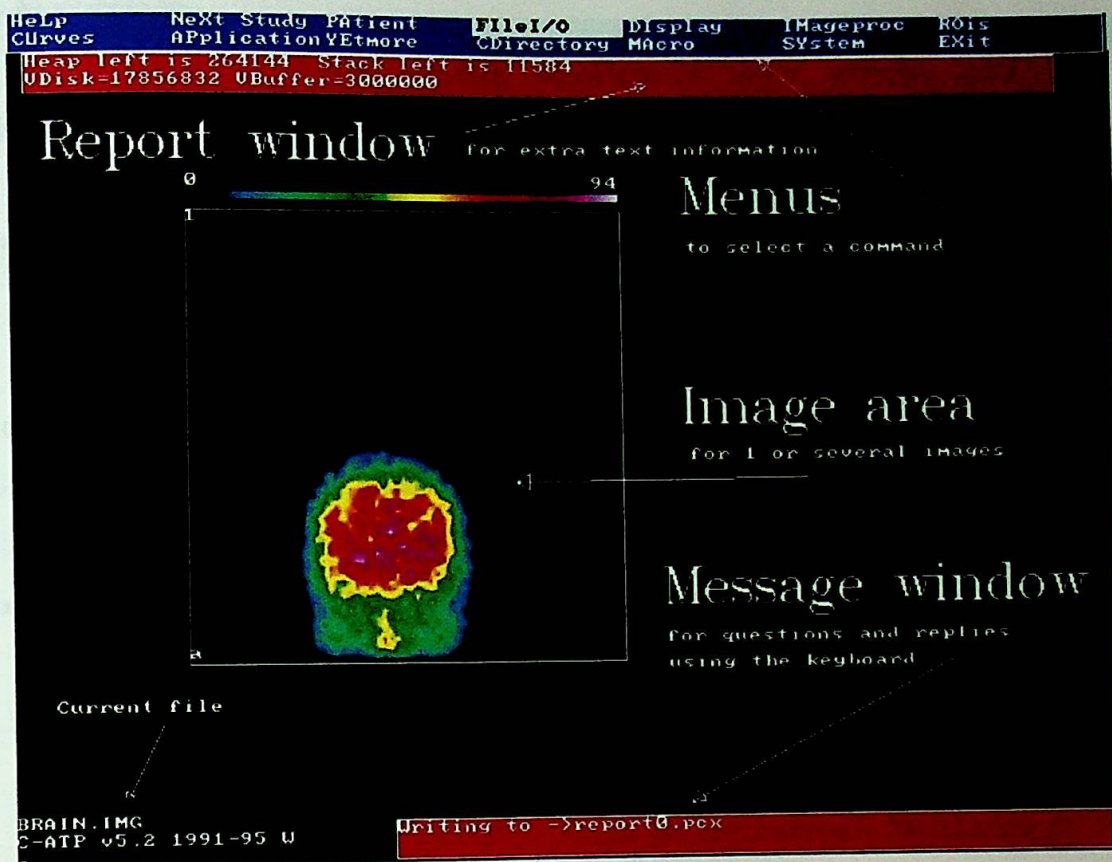 HeLp NeXt Study PAtient FIleI/O DIsplay IMageproc ROis
CUrves APplication YEtmore CDirectory MAcro SYstem EXit
Heap left is 264144 Stack left is 11584
VDisk=17856832 VBuffer=3000000
Report window for extra text information
0 94
Menus
1
to select a command
Image area
for 1 or several images
1
Message window
for questions and replies
a
using the keyboard
Current file
BRAIN.IMG
Writing to ->report0.pcx
C-ATP v5.2 1991-95 W